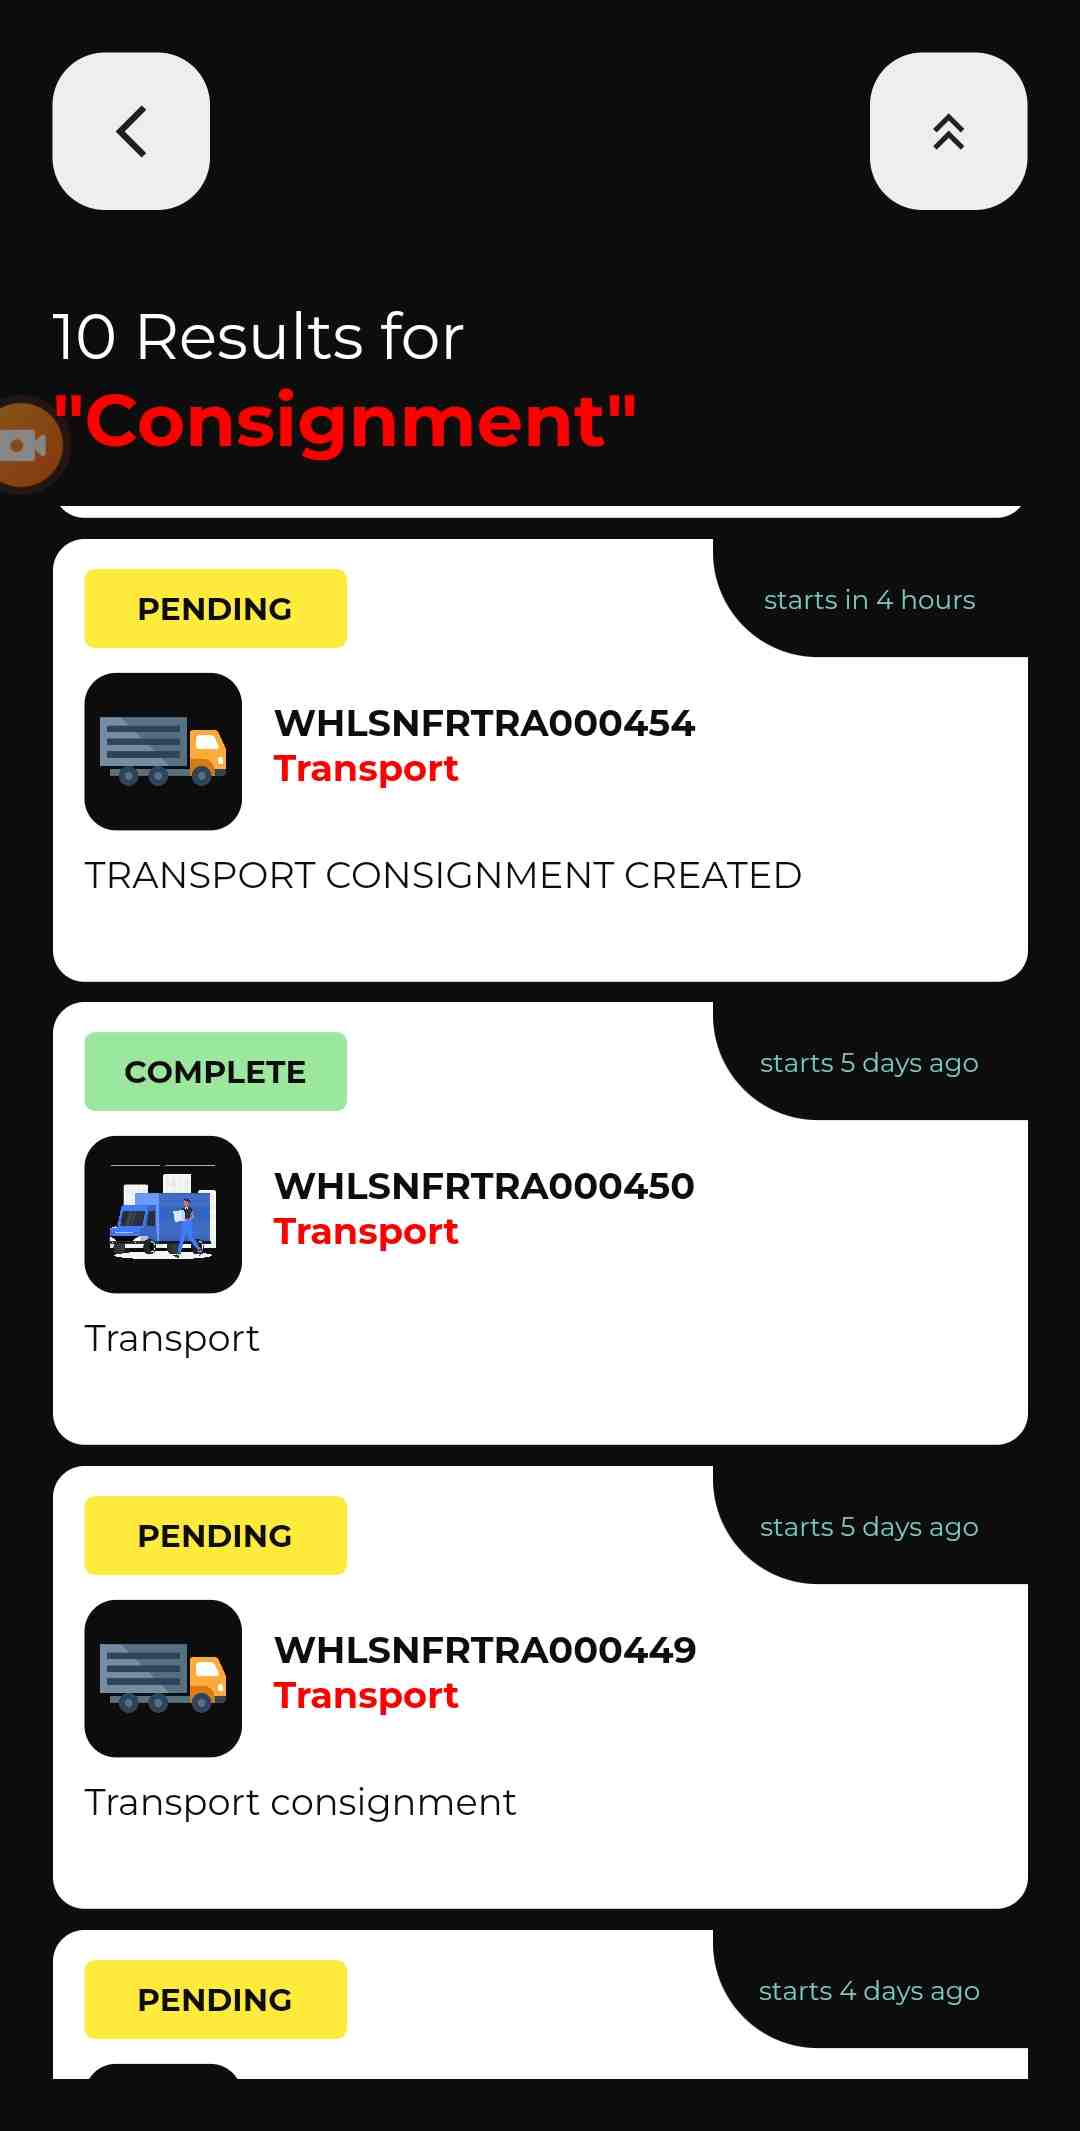 10 Results for
"Consignment"
PENDING
starts in 4 hours
WHLSNFRTRA000454
Transport
TRANSPORT CONSIGNMENT CREATED
COMPLETE
starts 5 days ago
WHLSNFRTRA000450
Transport
Transport
PENDING
starts 5 days ago
WHLSNFRTRA000449
Transport
Transport consignment
PENDING
starts 4 days ago